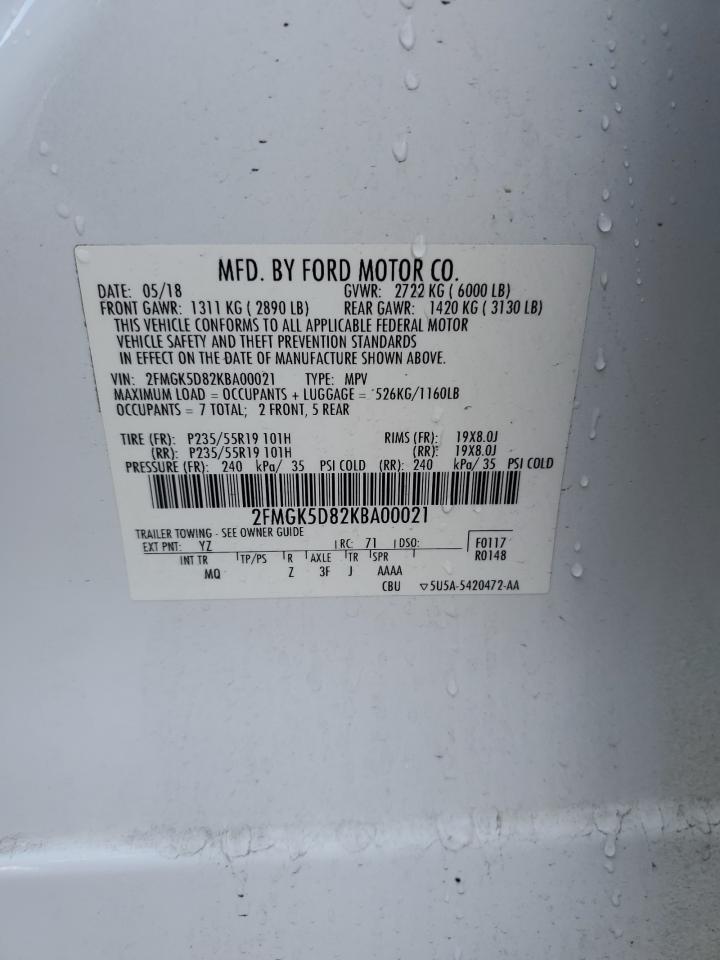 MFD. BY FORD MOTOR CO.
DATE: 05/18 GVWR: 2722 KG ( 6000 LB)
FRONT GAWR: 1311 KG ( 2890 LB) REAR GAWR: 1420 KG ( 3130 LB)
THIS VEHICLE CONFORMS TO ALL APPLICABLE FEDERAL MOTOR
VEHICLE SAFETY AND THEFT PREVENTION STANDARDS
IN EFFECT ON THE DATE OF MANUFACTURE SHOWN ABOVE.
VIN: 2FMGK5D82KBA00021 TYPE: MPV
MAXIMUM LOAD = OCCUPANTS + LUGGAGE = 526KG/1160LB
OCCUPANTS = 7 TOTAL; 2 FRONT, 5 REAR
TIRE (FR): P235/55R19 101H RIMS (FR): 19X8.0J
(RR): P235/55R19 101H (RR): 19X8.0J
PRESSURE (FR): 240 kPa/ 35 PSI COLD (RR): 240 kPa/ 35 PSI COLD
2FMGK5D82KBA00021
TRAILER TOWING - SEE OWNER GUIDE
EXT PNT: YZ RC: 71 DSO: F0117
INT TR TP/PS R AXLE TR SPR R0148
MQ Z 3F J AAAA
CBU ▽5U5A-5420472-AA